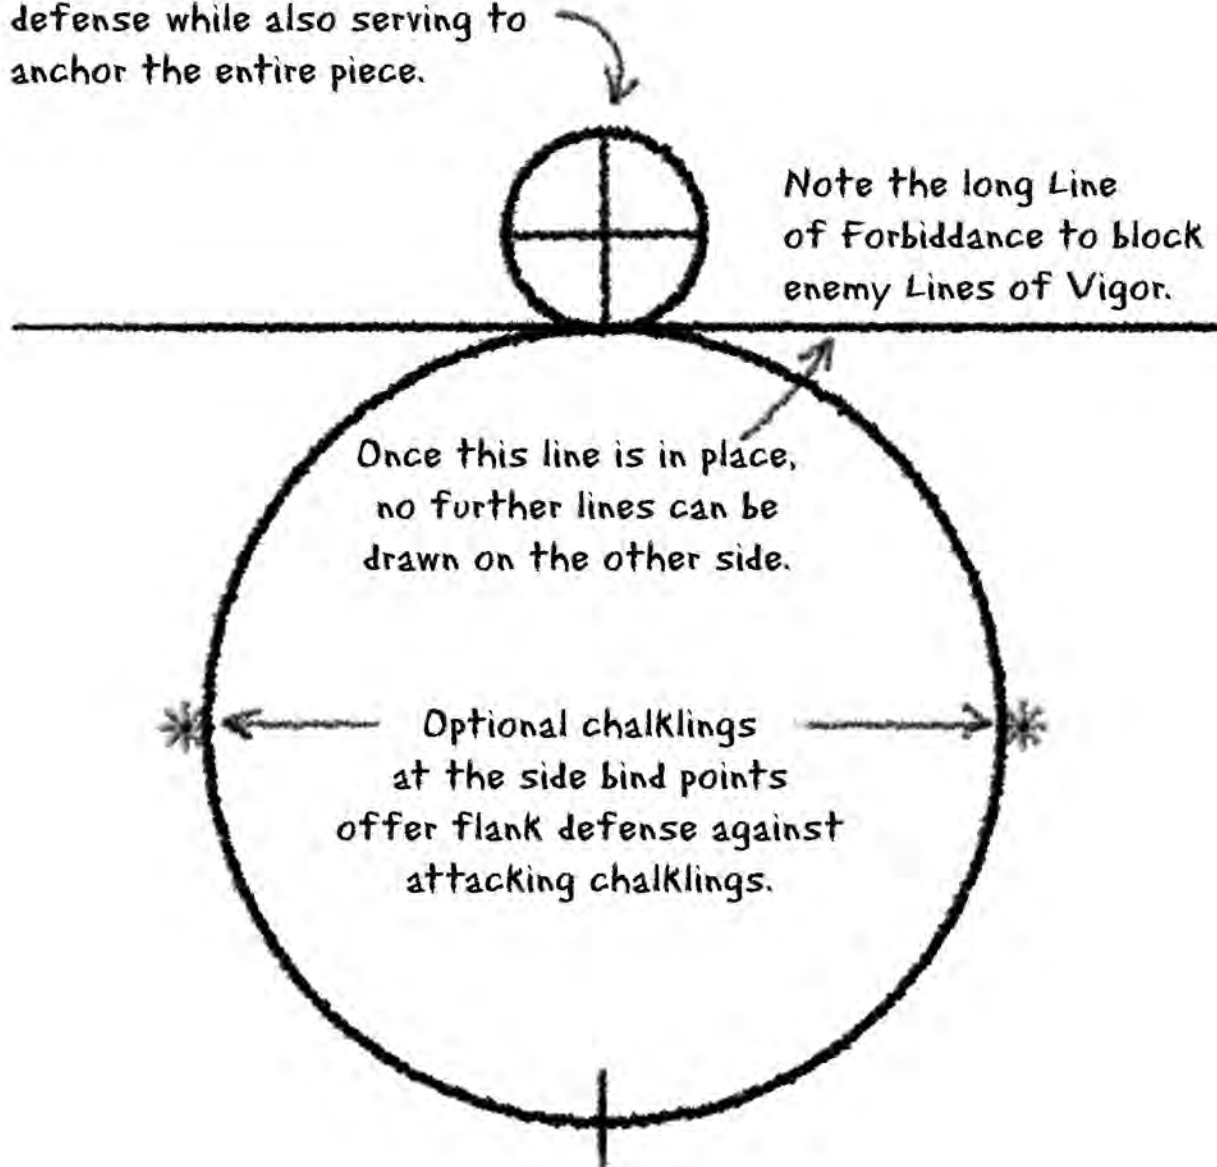 defense while also serving to
anchor the entire piece.
Note the long Line
of Forbiddance to block
enemy Lines of Vigor.
Once this line is in place,
no further lines can be
drawn on the other side.
Optional chalklings
at the side bind points
offer flank defense against
attacking chalklings.